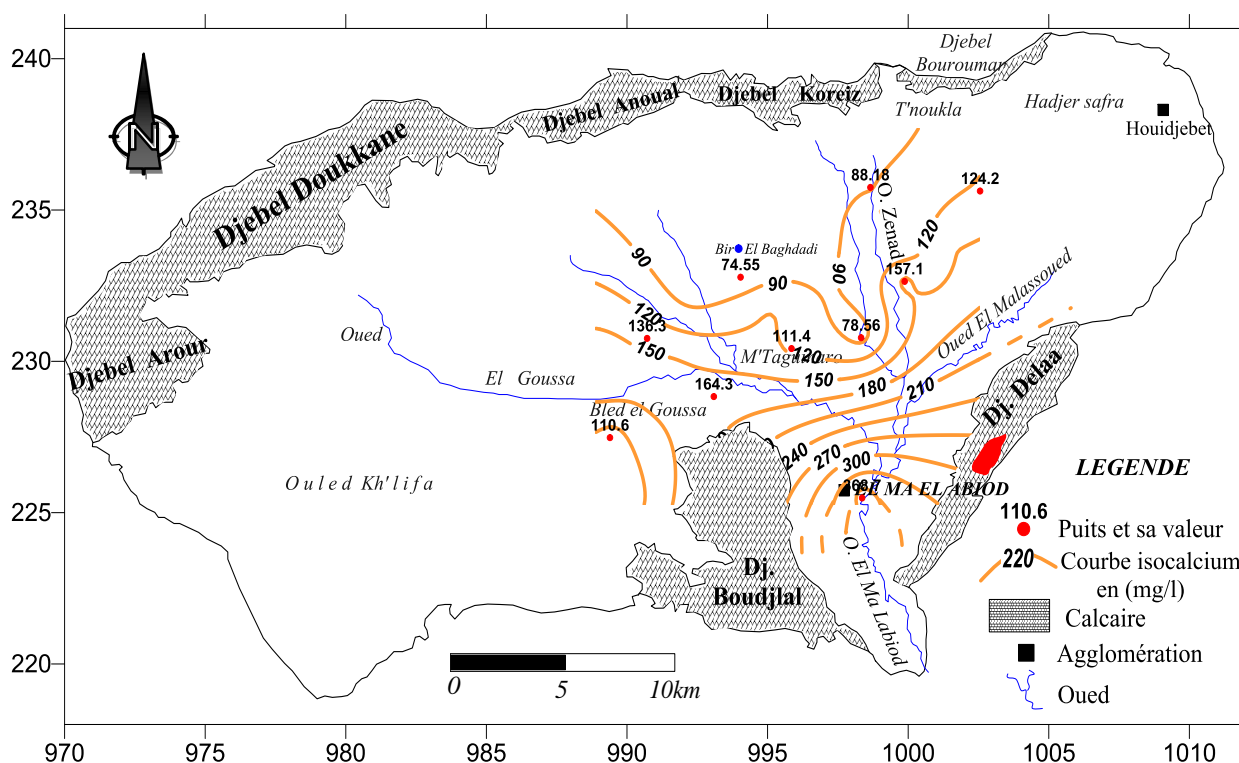 240
235
230
225
220
970
975
980
985
990
995
1000
1005
1010
N
Djebel
Bouroumar
T'noukla
Hadjer safra
Houidjebet
Djebel Koreiz
Djebel Anoual
Djebel Doukkane
Djebel Arour
88.18
124.2
O. Zenad
120
157.1
Bir El Baghdadi
74.55
90
90
90
78.56
Oued El Malassoued
120
136.3
150
111.4
120
M'Tagu
aro
150
180
210
Oued
El Goussa
164.3
Bled el Goussa
110.6
240
270
300
Ouled Kh'lifa
MA EL ABIOD
Dj. Delaa
O. El Ma Labiod
Dj.
Boudjlal
0
5
10km
LEGENDE
110.6
Puits et sa valeur
220
Courbe isocalcium
en (mg/l)
Calcaire
Agglomération
Oued